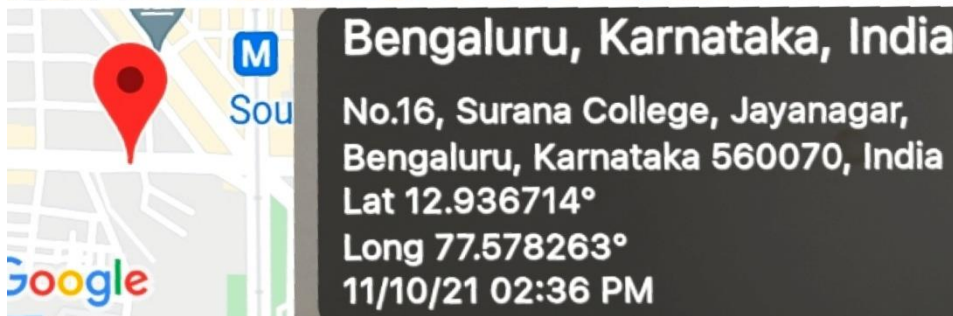 M
Sou
Google
Bengaluru, Karnataka, India
No.16, Surana College, Jayanagar,
Bengaluru, Karnataka 560070, India
Lat 12.936714°
Long 77.578263°
11/10/21 02:36 PM